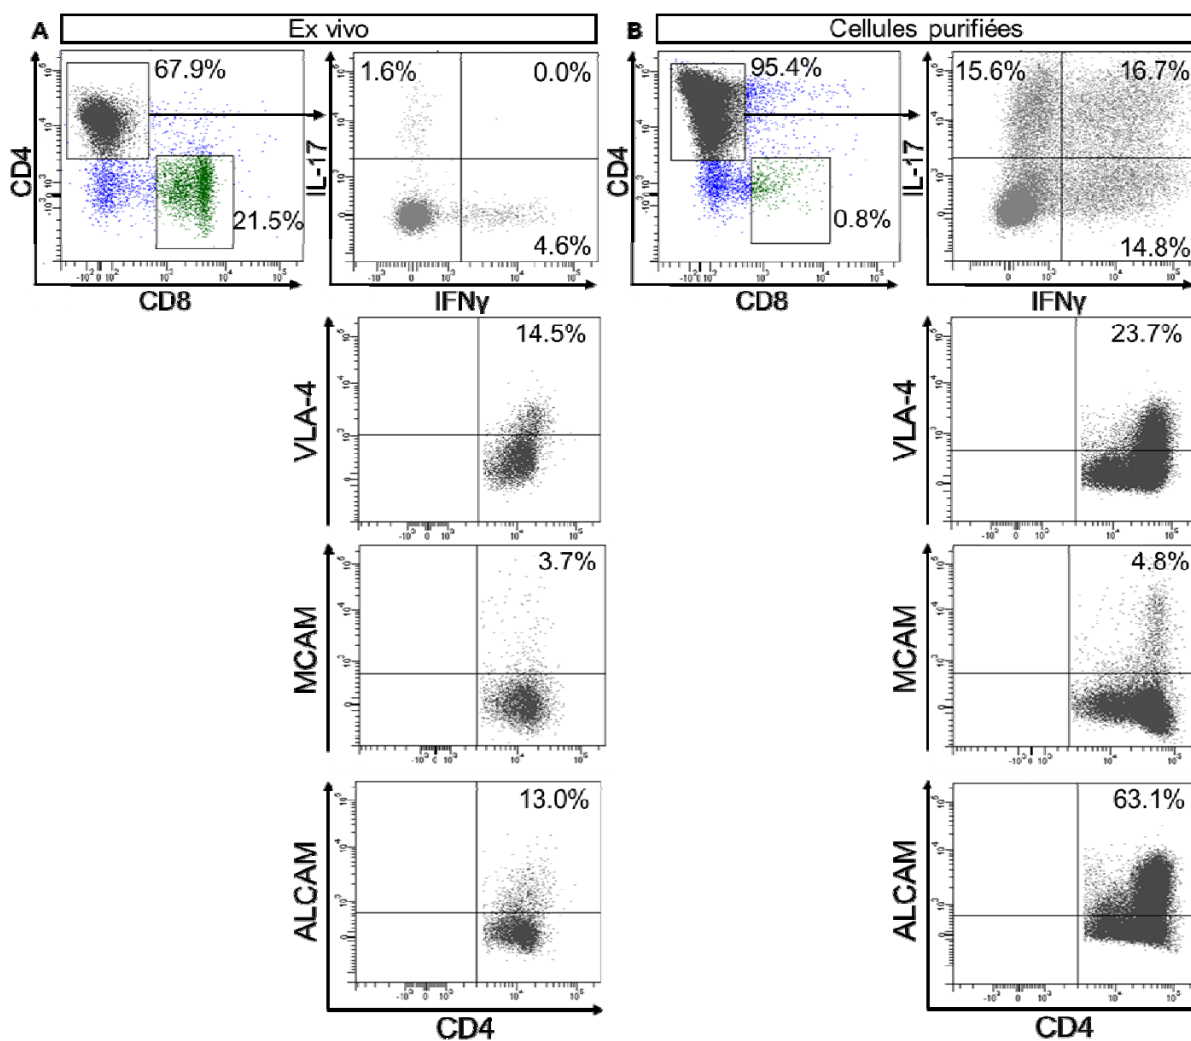 A Ex vivo
67.9%
21.5%
CD4
CD8
1.6% 0.0%
4.6%
IL-17
IFNγ
14.5%
VLA-4
3.7%
MCAM
13.0%
ALCAM
CD4
B Cellules purifiées
95.4%
0.8%
CD4
CD8
15.6% 16.7%
14.8%
IL-17
IFNγ
23.7%
VLA-4
4.8%
MCAM
63.1%
ALCAM
CD4